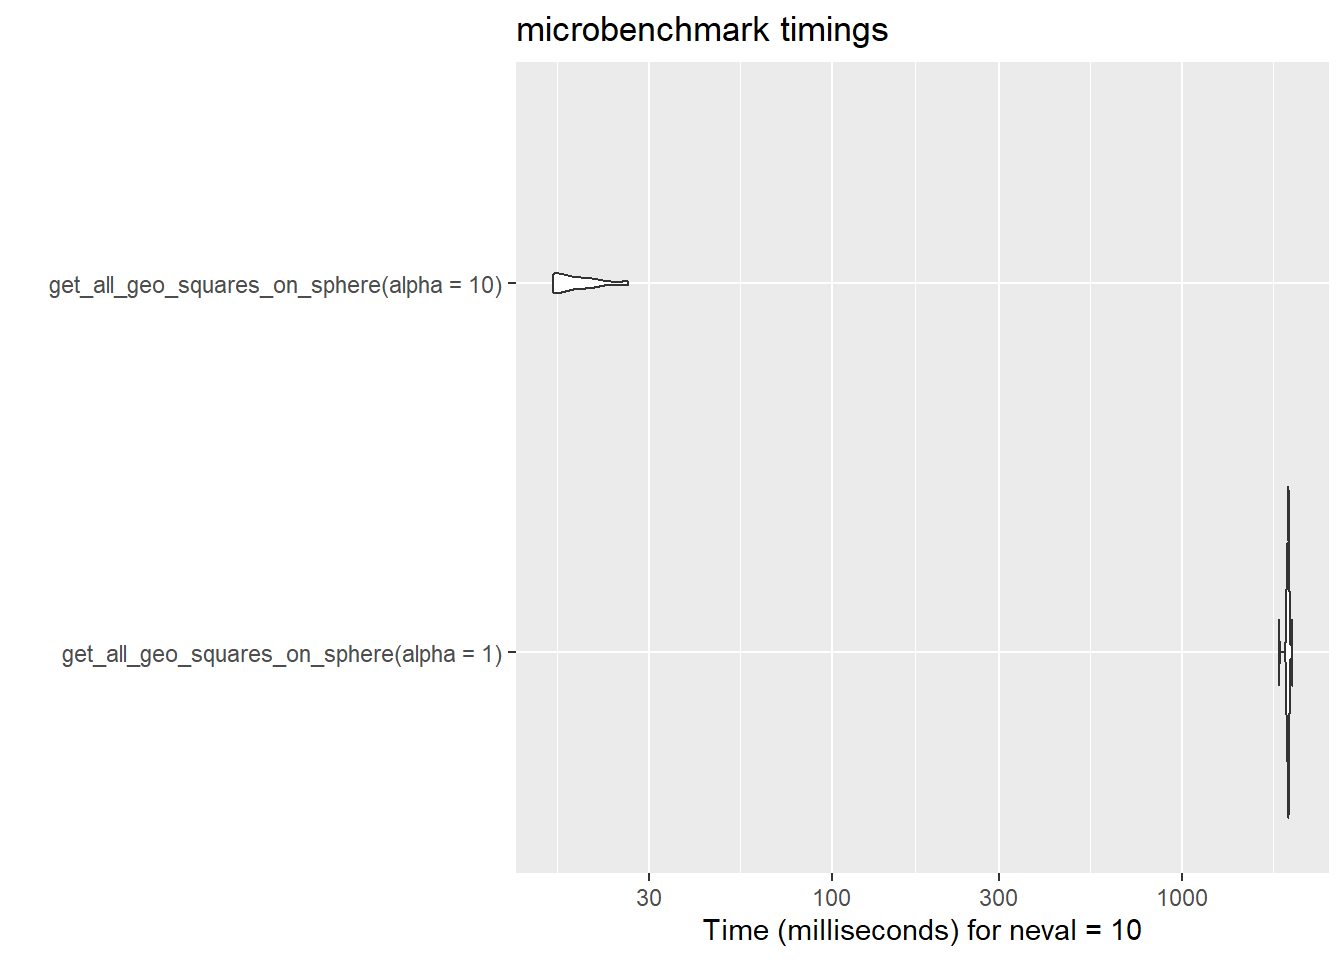 microbenchmark timings
get_all_geo_squares_on_sphere(alpha = 10)
get_all_geo_squares_on_sphere(alpha = 1)
30 100 300 1000
Time (milliseconds) for neval = 10